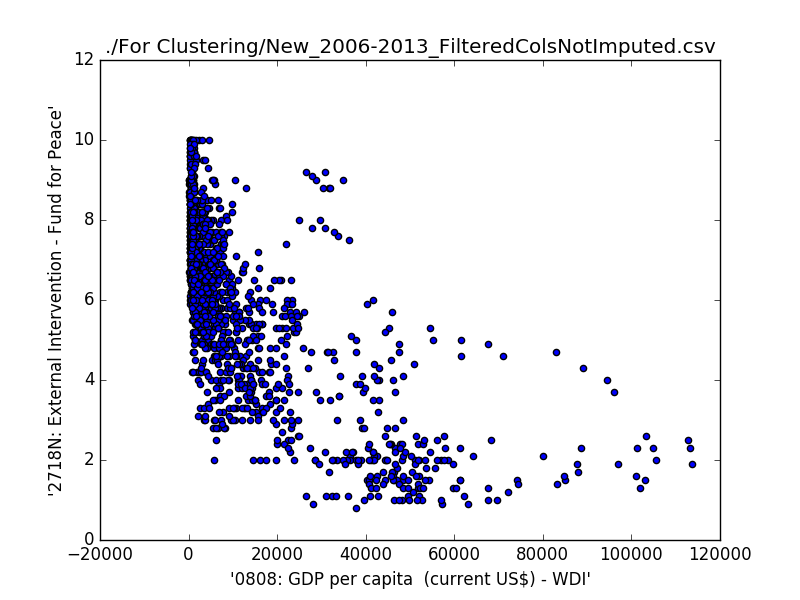 ./For Clustering/New_2006-2013_FilteredColsNotImputed.csv
'2718N: External Intervention - Fund for Peace'
12
10
8
6
4
2
0
−20000 0 20000 40000 60000 80000 100000 120000
'0808: GDP per capita  (current US$) - WDI'